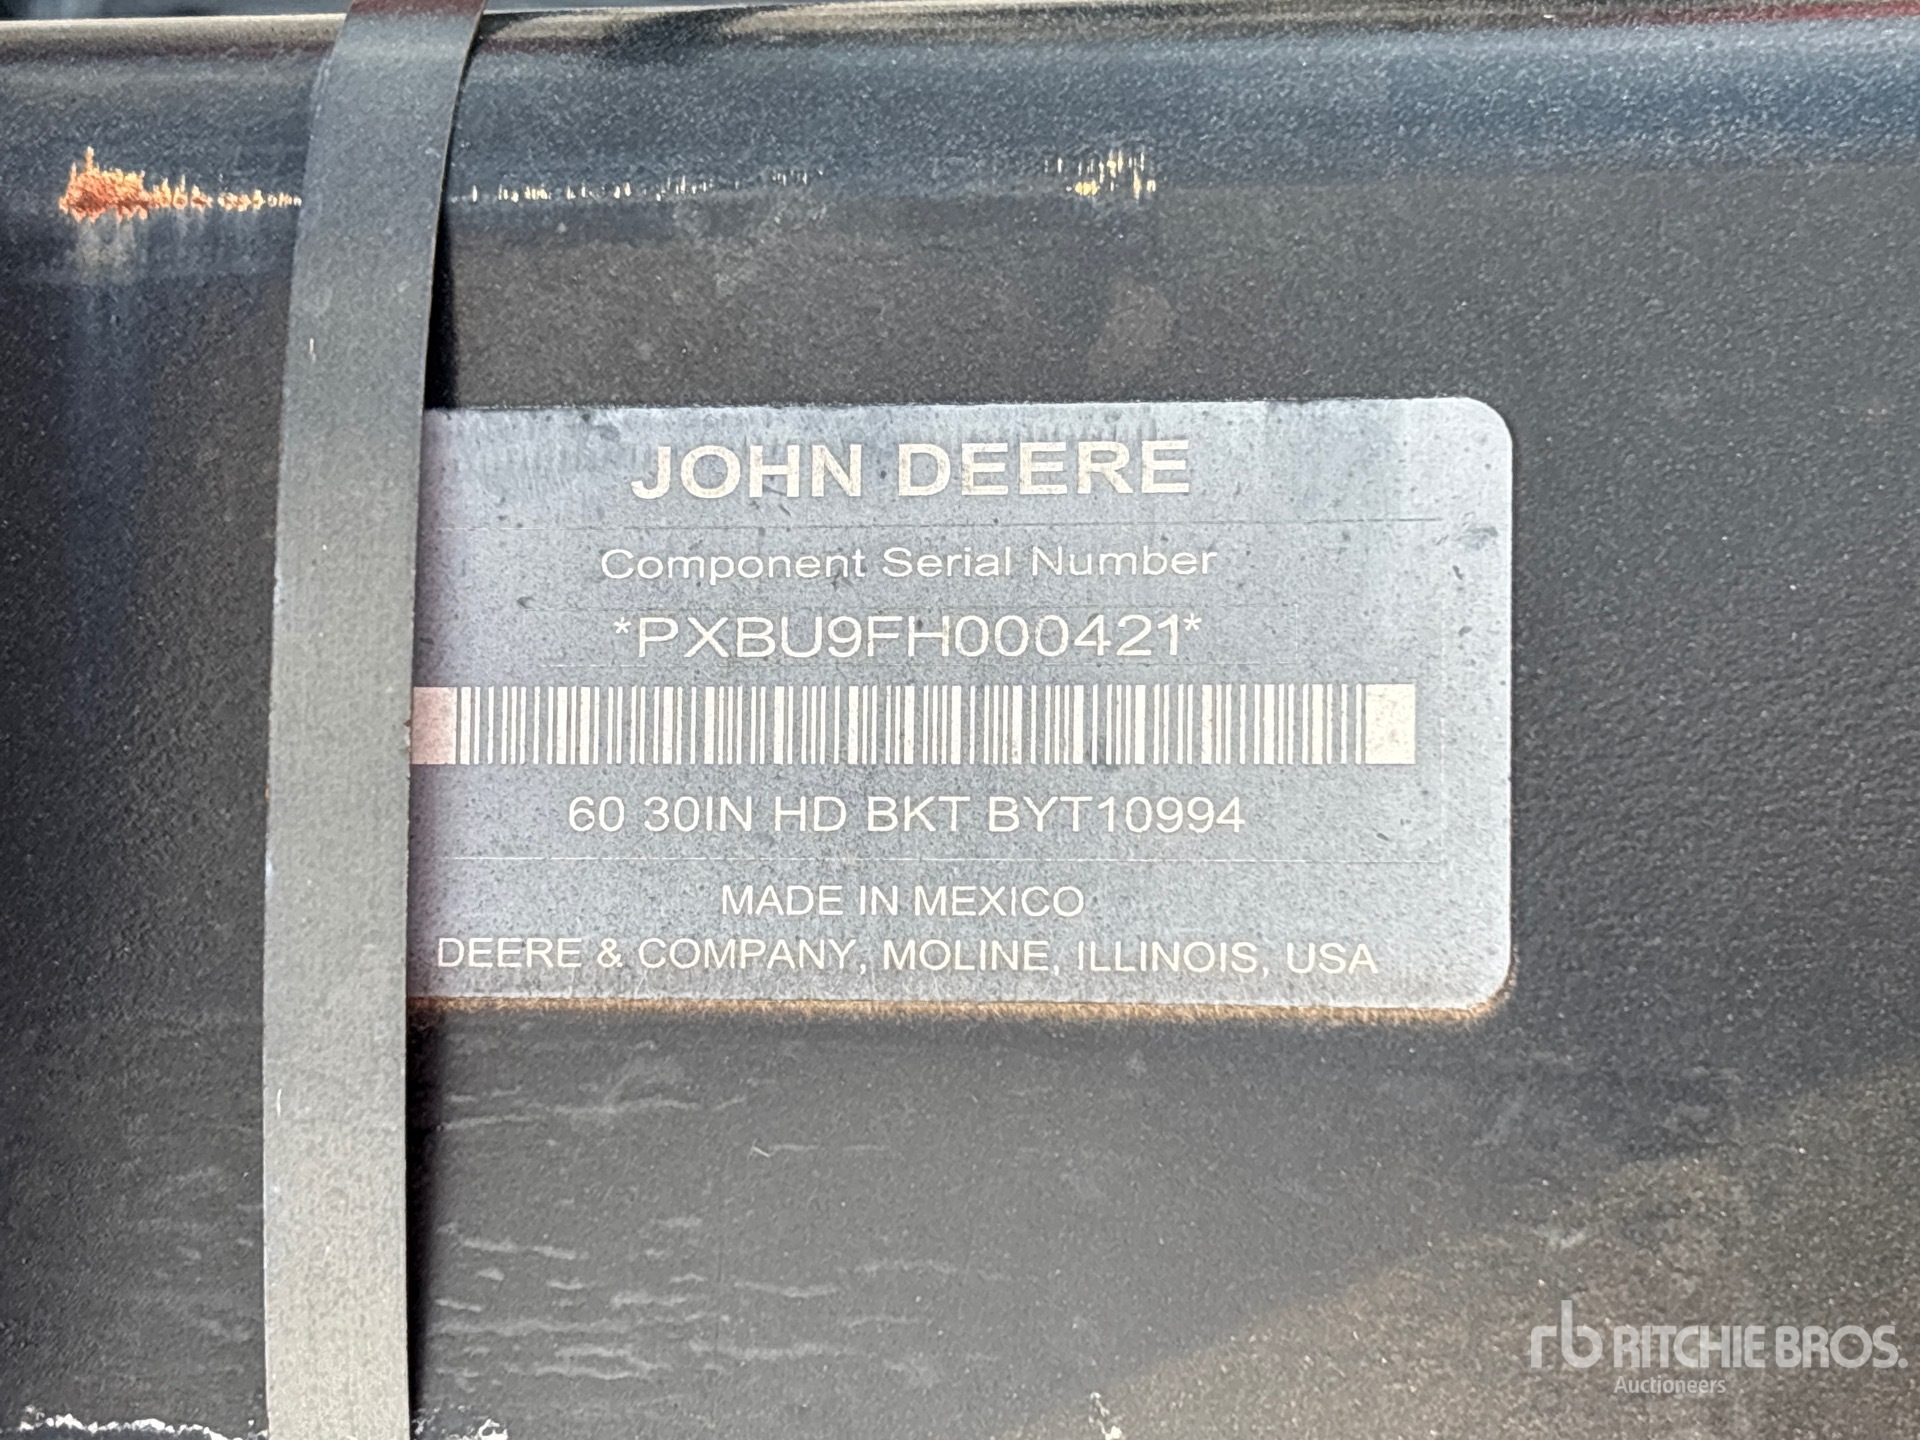 JOHN DEERE
Component Serial Number
*PXBU9FH000421*
60 30IN HD BKT BYT10994
MADE IN MEXICO
DEERE & COMPANY, MOLINE, ILLINOIS, USA
rb RITCHIE BROS.
Auctioneers